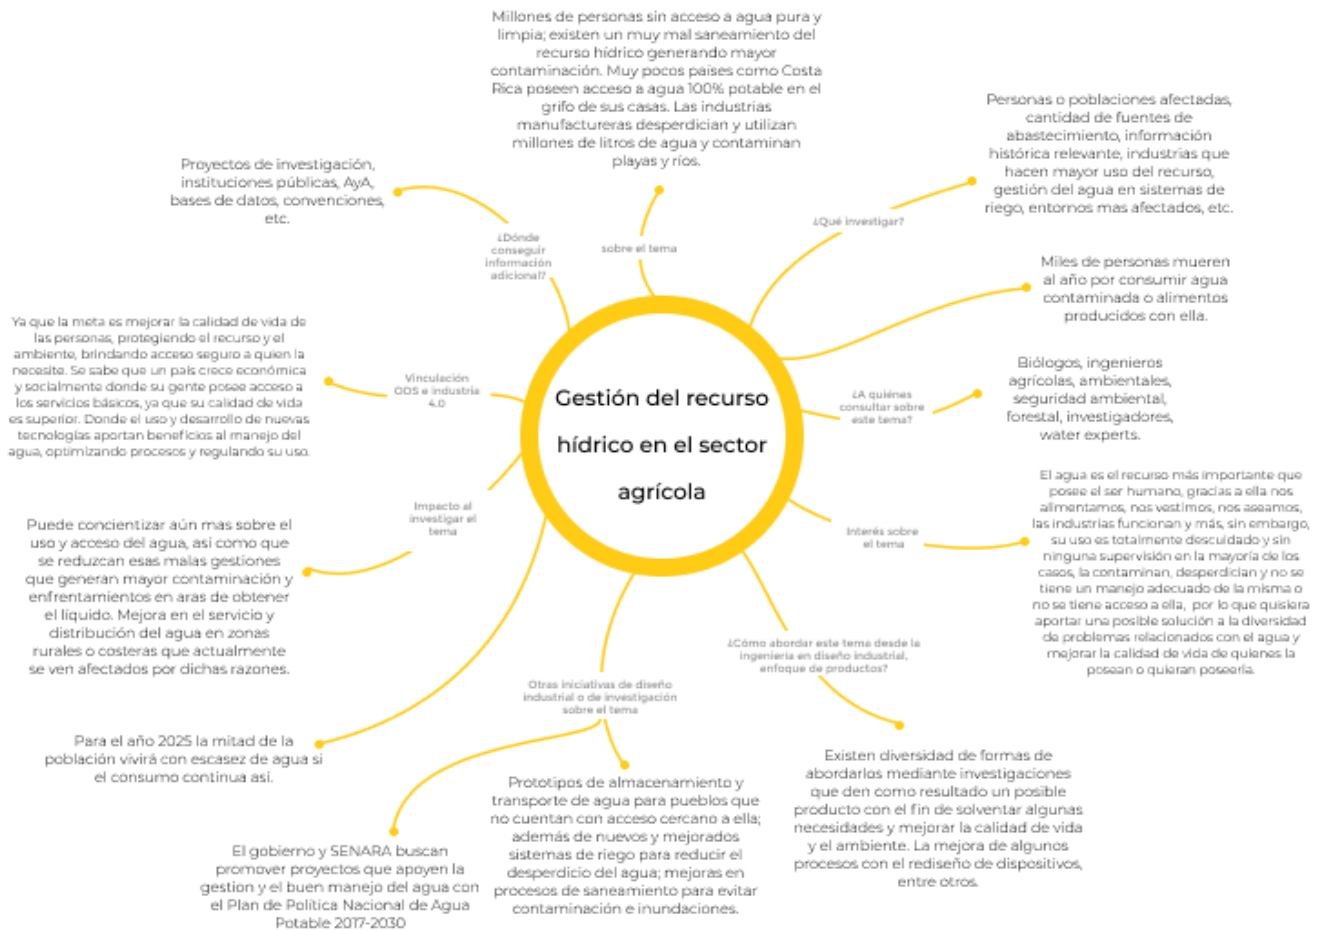 Millones de personas sin acceso a agua pura y
limpia; existen un muy mal saneamiento del
recurso hídrico generando mayor
contaminación. Muy pocos países como Costa
Rica poseen acceso a agua 100% potable en el
grifo de sus casas. Las industrias
manufactureras desperdician y utilizan
millones de litros de agua y contaminan
playas y ríos.
sobre el tema
Personas o poblaciones afectadas,
cantidad de fuentes de
abastecimiento, información
histórica relevante, industrias que
hacen mayor uso del recurso,
gestión del agua en sistemas de
riego, entornos mas afectados, etc.
¿Qué investigar?
Proyectos de investigación,
instituciones públicas, AyA,
bases de datos, convenciones,
etc.
¿Dónde
conseguir
información
adicional?
Miles de personas mueren
al año por consumir agua
contaminada o alimentos
producidos con ella.
Ya que la meta es mejorar la calidad de vida de
las personas, protegiendo el recurso y el
ambiente, brindando acceso seguro a quien la
necesite. Se sabe que un país crece económica
y socialmente donde su gente posee acceso a
los servicios básicos, ya que su calidad de vida
es superior. Donde el uso y desarrollo de nuevas
tecnologías aportan beneficios al manejo del
agua, optimizando procesos y regulando su uso.
Vinculación
ODS e industria
4.0
Gestión del recurso
hídrico en el sector
agrícola
¿A quiénes
consultar sobre
este tema?
Biólogos, ingenieros
agrícolas, ambientales,
seguridad ambiental,
forestal, investigadores,
water experts.
Impacto al
investigar el
tema
Puede concientizar aún mas sobre el
uso y acceso del agua, así como que
se reduzcan esas malas gestiones
que generan mayor contaminación y
enfrentamientos en aras de obtener
el líquido. Mejora en el servicio y
distribución del agua en zonas
rurales o costeras que actualmente
se ven afectados por dichas razones.
Interés sobre
el tema
El agua es el recurso más importante que
posee el ser humano, gracias a ella nos
alimentamos, nos vestimos, nos aseamos,
las industrias funcionan y más, sin embargo,
su uso es totalmente descuidado y sin
ninguna supervisión en la mayoría de los
casos, la contaminan, desperdician y no se
tiene un manejo adecuado de la misma o
no se tiene acceso a ella, por lo que quisiera
aportar una posible solución a la diversidad
de problemas relacionados con el agua y
mejorar la calidad de vida de quienes la
posean o quieran poseerla.
¿Cómo abordar este tema desde la
ingeniería en diseño industrial,
enfoque de productos?
Otras iniciativas de diseño
industrial o de investigación
sobre el tema
Para el año 2025 la mitad de la
población vivirá con escasez de agua si
el consumo continua así.
Existen diversidad de formas de
abordarlos mediante investigaciones
que den como resultado un posible
producto con el fin de solventar algunas
necesidades y mejorar la calidad de vida
y el ambiente. La mejora de algunos
procesos con el rediseño de dispositivos,
entre otros.
Prototipos de almacenamiento y
transporte de agua para pueblos que
no cuentan con acceso cercano a ella;
además de nuevos y mejorados
sistemas de riego para reducir el
desperdicio del agua; mejoras en
procesos de saneamiento para evitar
contaminación e inundaciones.
El gobierno y SENARA buscan
promover proyectos que apoyen la
gestion y el buen manejo del agua con
el Plan de Política Nacional de Agua
Potable 2017-2030